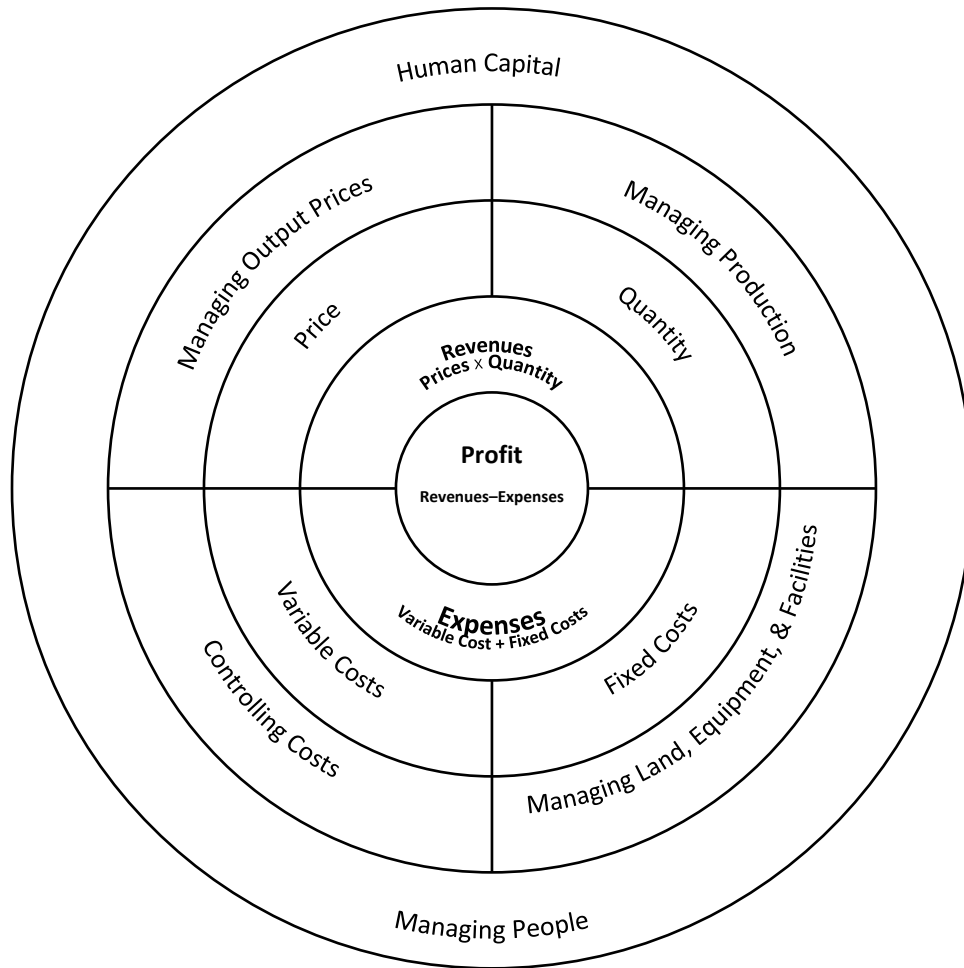 Human Capital
Managing Output Prices
Managing Production
Price
Quantity
Revenues
Prices x Quantity
Profit
Revenues–Expenses
Expenses
Variable Cost + Fixed Costs
Variable Costs
Fixed Costs
Controlling Costs
Managing Land, Equipment, & Facilities
Managing People